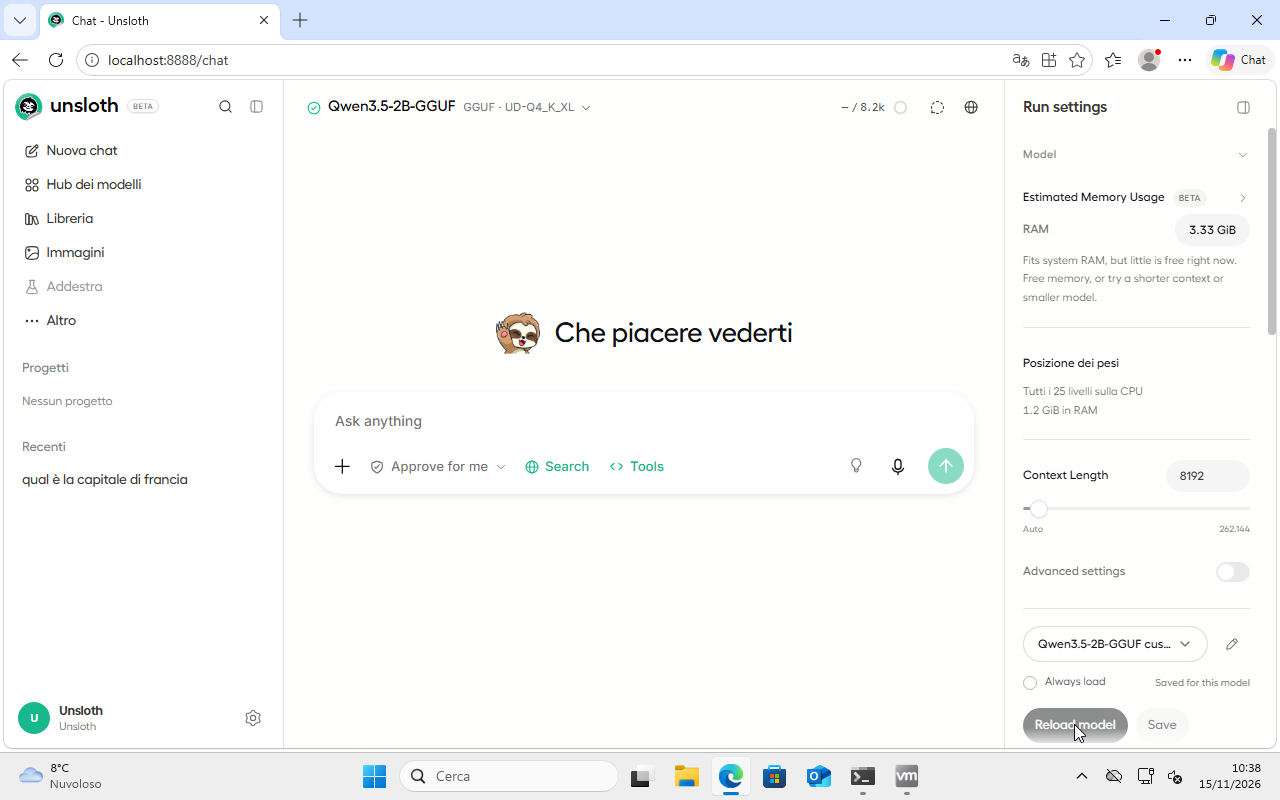 Chat - Unsloth
localhost:8888/chat
Chat
unsloth BETA
Nuova chat
Hub dei modelli
Libreria
Immagini
Addestra
Altro
Progetti
Nessun progetto
Recenti
qual è la capitale di francia
U
Unsloth
Unsloth
Qwen3.5-2B-GGUF GGUF · UD-Q4_K_XL
– / 8.2k
Che piacere vederti
Ask anything
Approve for me
Search
Tools
Run settings
Model
Estimated Memory Usage BETA
RAM 3.33 GiB
Fits system RAM, but little is free right now.
Free memory, or try a shorter context or
smaller model.
Posizione dei pesi
Tutti i 25 livelli sulla CPU
1.2 GiB in RAM
Context Length 8192
Auto 262.144
Advanced settings
Qwen3.5-2B-GGUF cus...
Always load Saved for this model
Reload model Save
8°C
Nuvoloso
Cerca
vm
10:38
15/11/2026